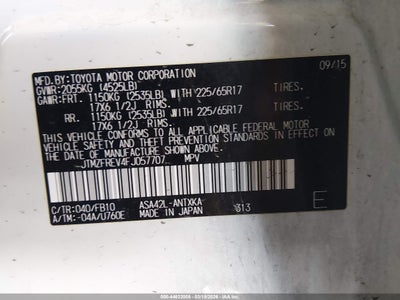 MFD.BY:TOYOTA MOTOR CORPORATION 09/15
GVWR: 2055KG (4525LB)
GAWR:FRT. 1150KG (2535LB) WITH 225/65R17 TIRES.
17X6 1/2J RIMS.
RR. 1150KG (2535LB) WITH 225/65R17 TIRES.
17X6 1/2J RIMS.
THIS VEHICLE CONFORMS TO ALL APPLICABLE FEDERAL MOTOR
VEHICLE SAFETY STANDARDS IN EFFECT ON THE DATE OF
MANUFACTURE SHOWN ABOVE.
JTMZFREV4FJ057707 MPV
C/TR:040/FB10 ASA42L-ANTXKA 313 E
A/TM:-04A/U760E MADE IN JAPAN